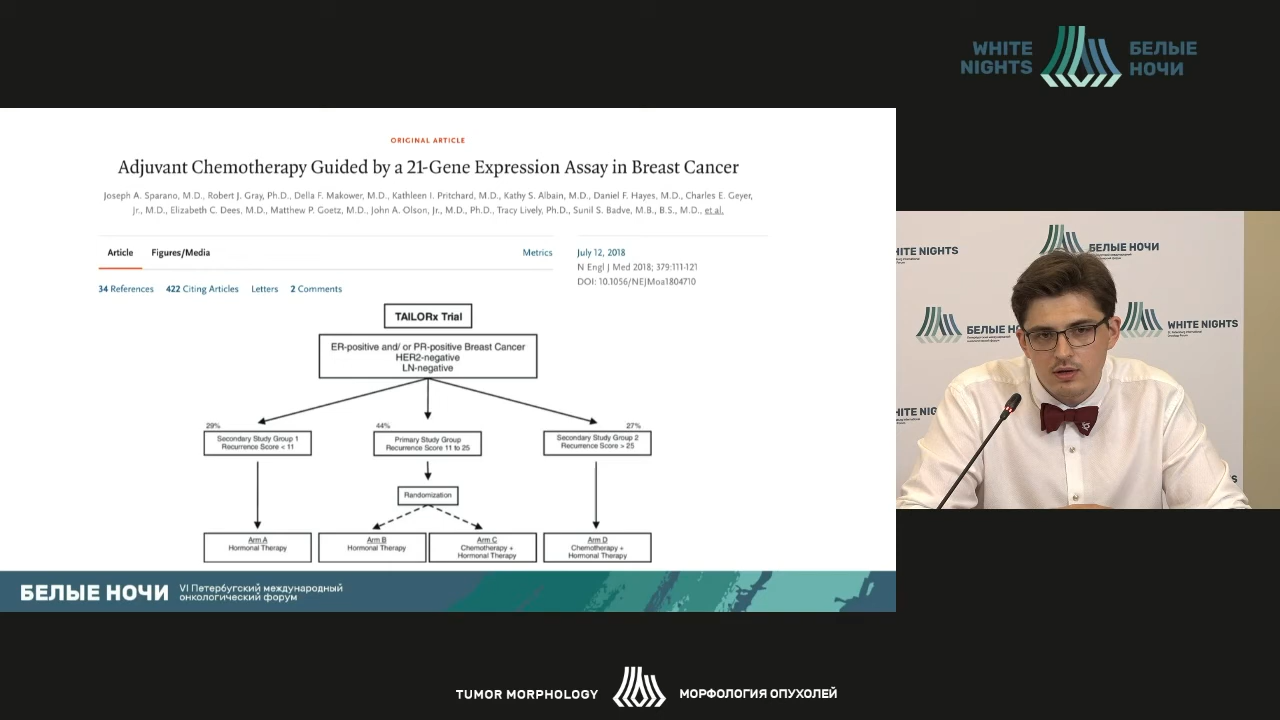 WHITE
NIGHTS
БЕЛЫЕ
НОЧИ
ORIGINAL ARTICLE
Adjuvant Chemotherapy Guided by a 21-Gene Expression Assay in Breast Cancer
Joseph A. Sparano, M.D., Robert J. Gray, Ph.D., Della F. Makower, M.D., Kathleen I. Pritchard, M.D., Kathy S. Albain, M.D., Daniel F. Hayes, M.D., Charles E. Geyer,
Jr., M.D., Elizabeth C. Dees, M.D., Matthew P. Goetz, M.D., John A. Olson, Jr., M.D., Ph.D., Tracy Lively, Ph.D., Sunil S. Badve, M.B., B.S., M.D., et al.
Article Figures/Media Metrics
34 References 422 Citing Articles Letters 2 Comments
July 12, 2018
N Engl J Med 2018; 379:111-121
DOI: 10.1056/NEJMoa1804710
TAILORx Trial
ER-positive and/ or PR-positive Breast Cancer
HER2-negative
LN-negative
29%
Secondary Study Group 1
Recurrence Score < 11
44%
Primary Study Group
Recurrence Score 11 to 25
27%
Secondary Study Group 2
Recurrence Score > 25
Randomization
Arm A
Hormonal Therapy
Arm B
Hormonal Therapy
Arm C
Chemotherapy +
Hormonal Therapy
Arm D
Chemotherapy +
Hormonal Therapy
БЕЛЫЕ НОЧИ
VI Петербугский международный
онкологический форум
HITE NIGHTS
БЕЛЫЕ НОЧИ
БЕЛЫЕ НО
WHITE NIGHTS
HITE NIG
TUMOR MORPHOLOGY
МОРФОЛОГИЯ ОПУХОЛЕЙ